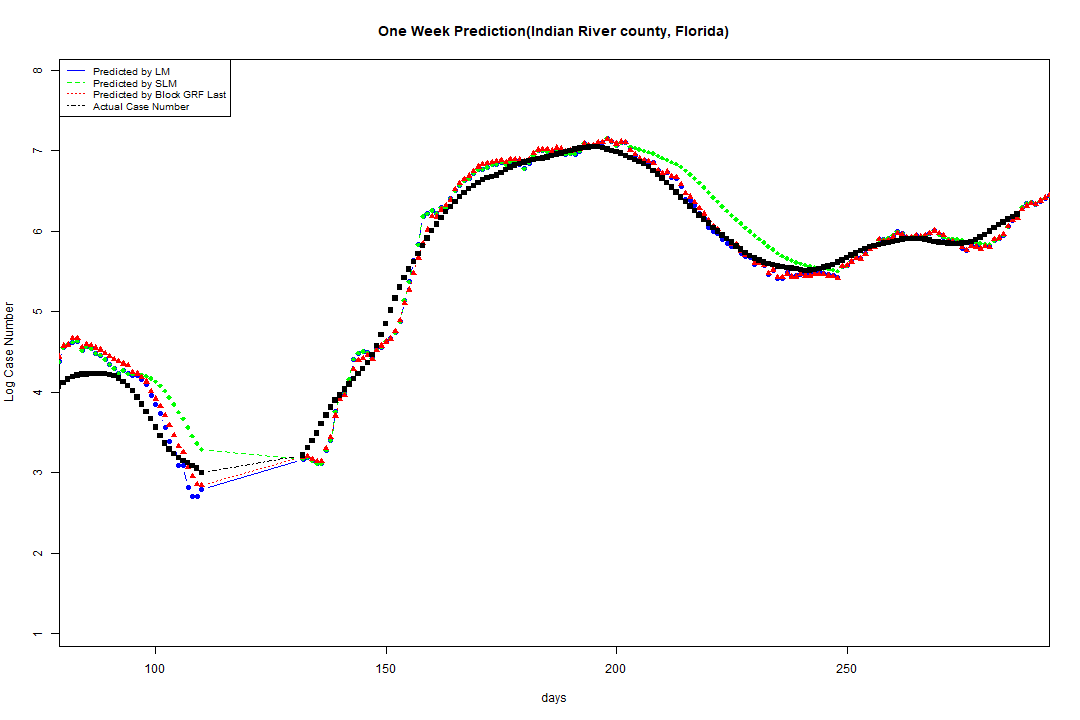 One Week Prediction(Indian River county, Florida)
Predicted by LM
Predicted by SLM
Predicted by Block GRF Last
Actual Case Number
Log Case Number
8
7
6
5
4
3
2
1
100 150 200 250
days